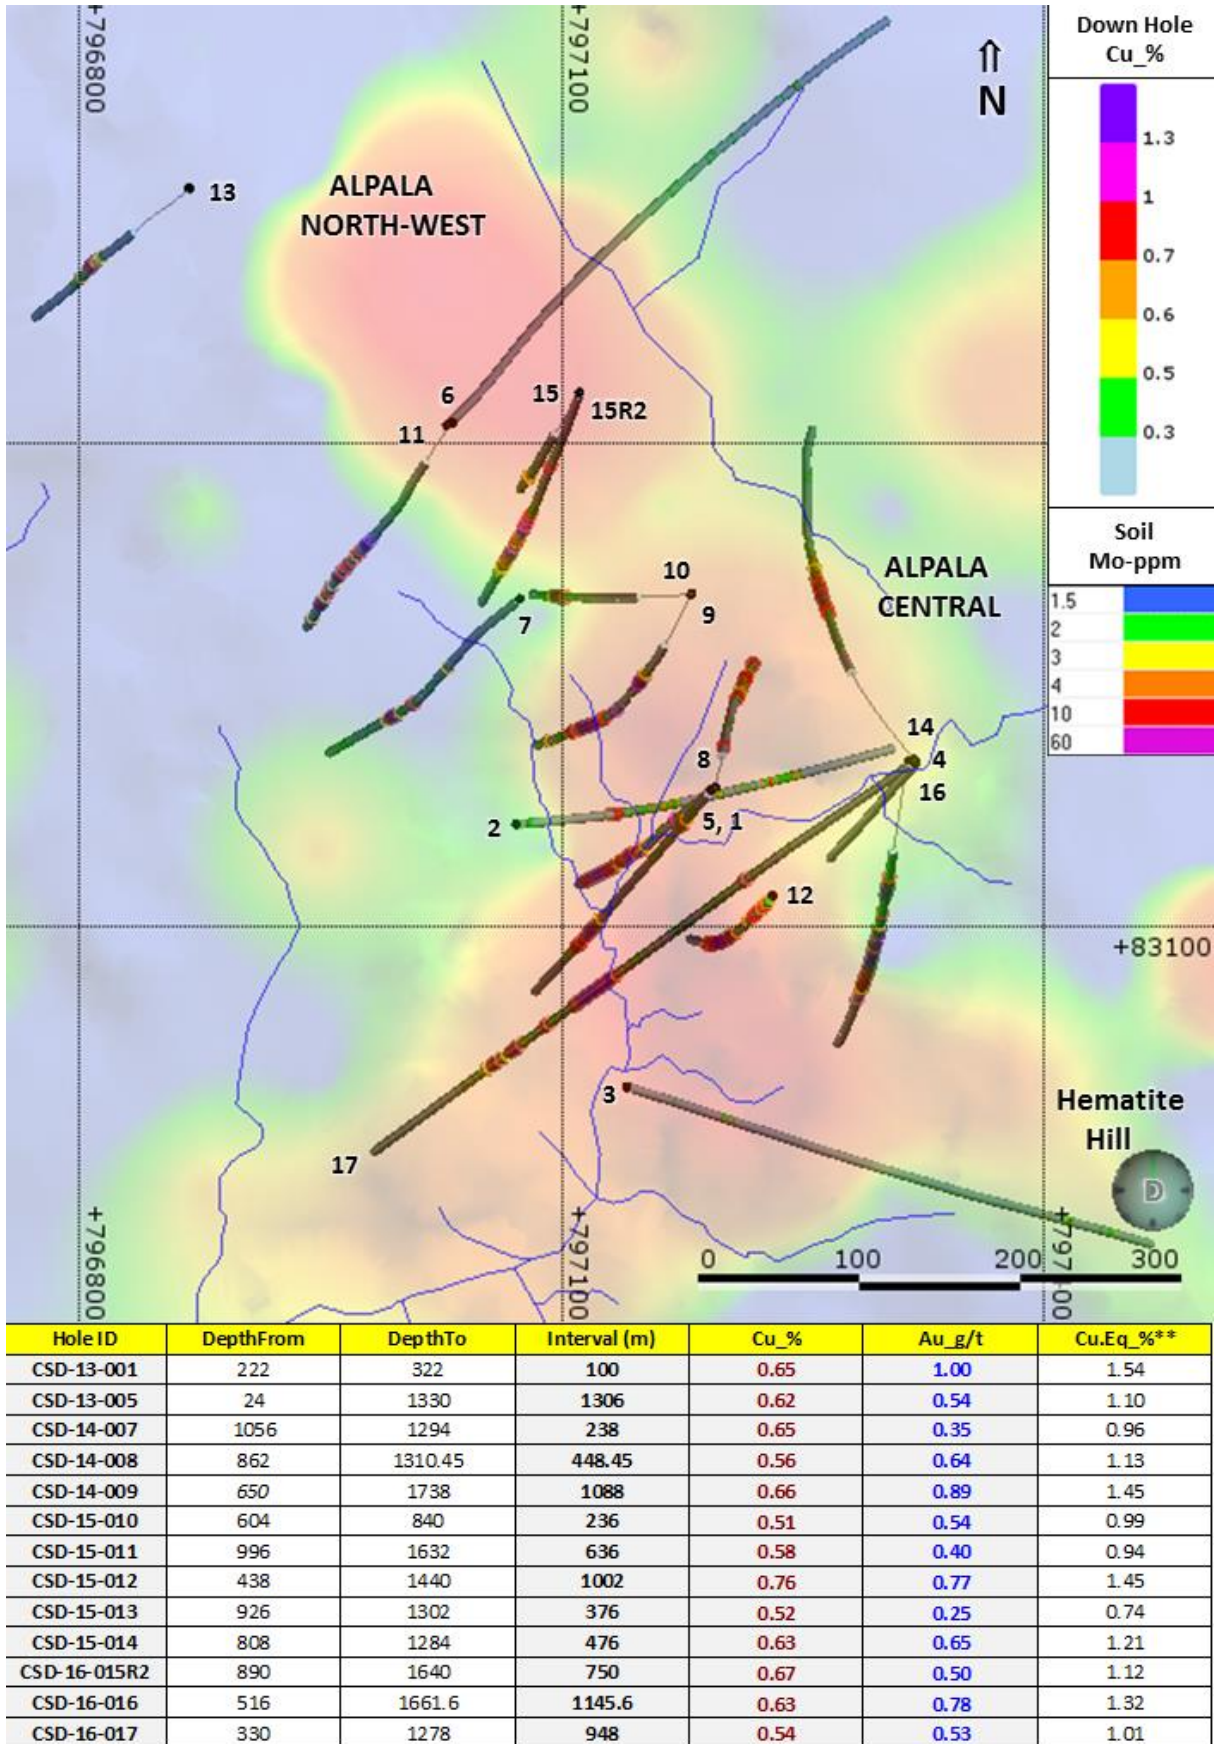 +796800
+797100
⇑
N
Down Hole
Cu_%
1.3
1
0.7
0.6
0.5
0.3
Soil
Mo-ppm
1.5
2
3
4
10
60
13
ALPALA
NORTH-WEST
6
15
15R2
11
10
9
7
ALPALA
CENTRAL
14
8
4
16
2
5, 1
12
+83100
3
Hematite
Hill
17
D
+796800
+797100
0 100 200 300
Hole ID DepthFrom DepthTo Interval (m) Cu_% Au_g/t Cu.Eq_%**
CSD-13-001 222 322 100 0.65 1.00 1.54
CSD-13-005 24 1330 1306 0.62 0.54 1.10
CSD-14-007 1056 1294 238 0.65 0.35 0.96
CSD-14-008 862 1310.45 448.45 0.56 0.64 1.13
CSD-14-009 650 1738 1088 0.66 0.89 1.45
CSD-15-010 604 840 236 0.51 0.54 0.99
CSD-15-011 996 1632 636 0.58 0.40 0.94
CSD-15-012 438 1440 1002 0.76 0.77 1.45
CSD-15-013 926 1302 376 0.52 0.25 0.74
CSD-15-014 808 1284 476 0.63 0.65 1.21
CSD-16-015R2 890 1640 750 0.67 0.50 1.12
CSD-16-016 516 1661.6 1145.6 0.63 0.78 1.32
CSD-16-017 330 1278 948 0.54 0.53 1.01